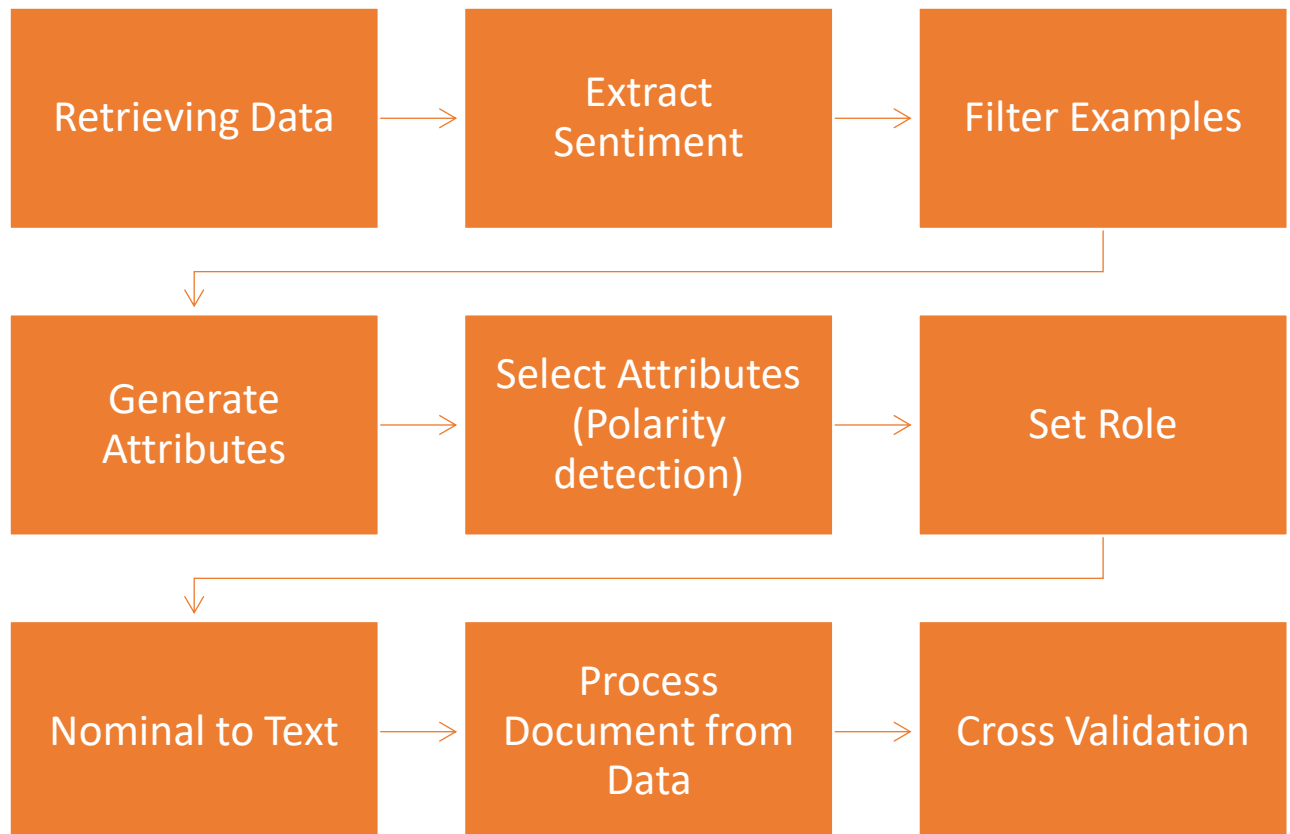 Retrieving Data
Extract
Sentiment
Filter Examples
Generate
Attributes
Select Attributes
(Polarity
detection)
Set Role
Nominal to Text
Process
Document from
Data
Cross Validation